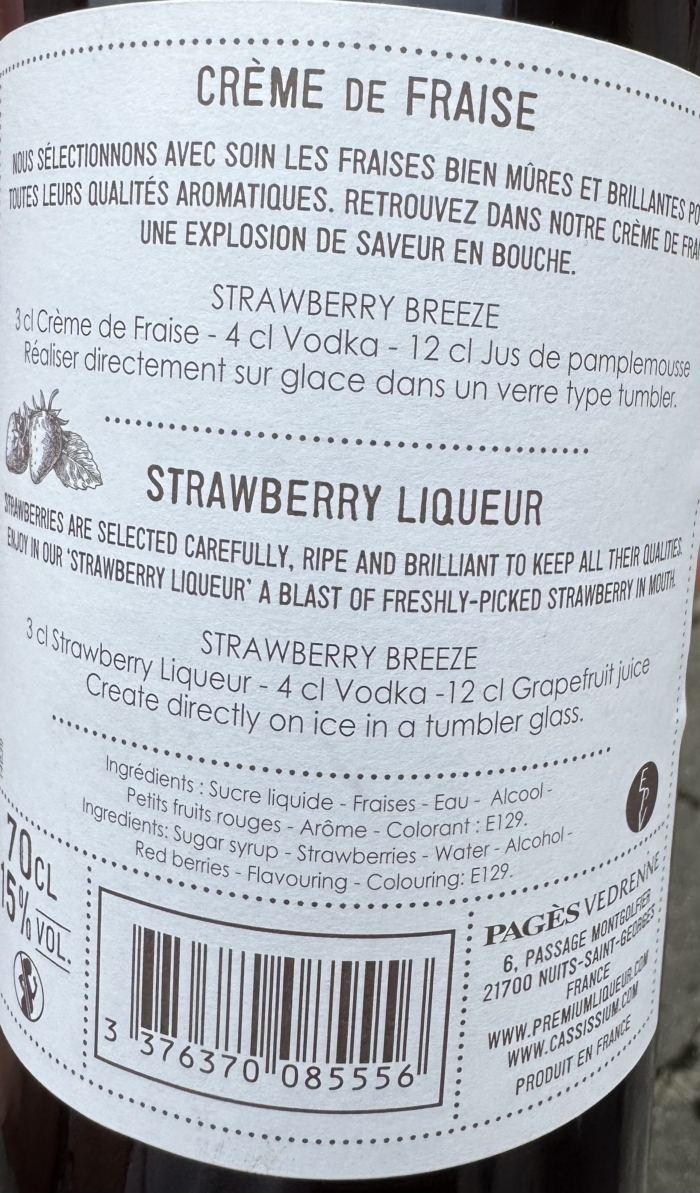 CRÈME DE FRAISE
NOUS SÉLECTIONNONS AVEC SOIN LES FRAISES BIEN MÛRES ET BRILLANTES
TOUTES LEURS QUALITÉS AROMATIQUES. RETROUVEZ DANS NOTRE CRÈME DE
UNE EXPLOSION DE SAVEUR EN BOUCHE.
STRAWBERRY BREEZE
3 cl Crème de Fraise - 4 cl Vodka - 12 cl Jus de pamplemousse
Réaliser directement sur glace dans un verre type tumbler.
STRAWBERRY LIQUEUR
STRAWBERRIES ARE SELECTED CAREFULLY, RIPE AND BRILLIANT TO KEEP ALL THEIR QUALITIES.
ENJOY IN OUR 'STRAWBERRY LIQUEUR' A BLAST OF FRESHLY-PICKED STRAWBERRY IN MOUTH.
STRAWBERRY BREEZE
3 cl Strawberry Liqueur - 4 cl Vodka -12 cl Grapefruit juice
Create directly on ice in a tumbler glass.
Ingrédients : Sucre liquide - Fraises - Eau - Alcool -
Petits fruits rouges - Arôme - Colorant : E129.
Ingredients: Sugar syrup - Strawberries - Water - Alcohol -
Red berries - Flavouring - Colouring: E129.
70CL
15% VOL.
3 376370 085556
PAGÈS VEDRENNE
6, PASSAGE MONTGOLFIER
21700 NUITS-SAINT-GEORGES
FRANCE
WWW.PREMIUMLIQUEUR.COM
WWW.CASSISSIUM.COM
PRODUIT EN FRANCE